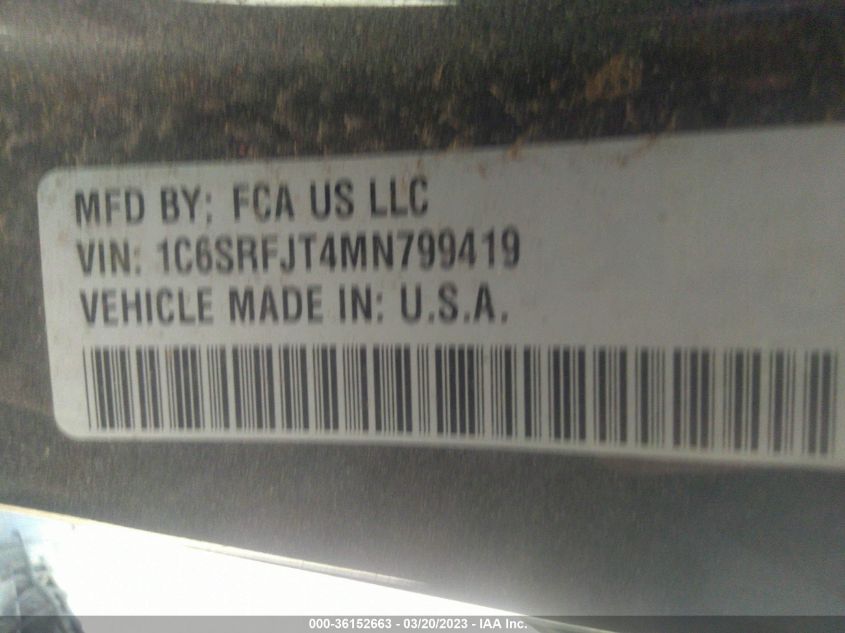 MFD BY; FCA US LLC
VIN: 1C6SRFJT4MN799419
VEHICLE MADE IN: U.S.A.
000-36152663 - 03/20/2023 - IAA Inc.